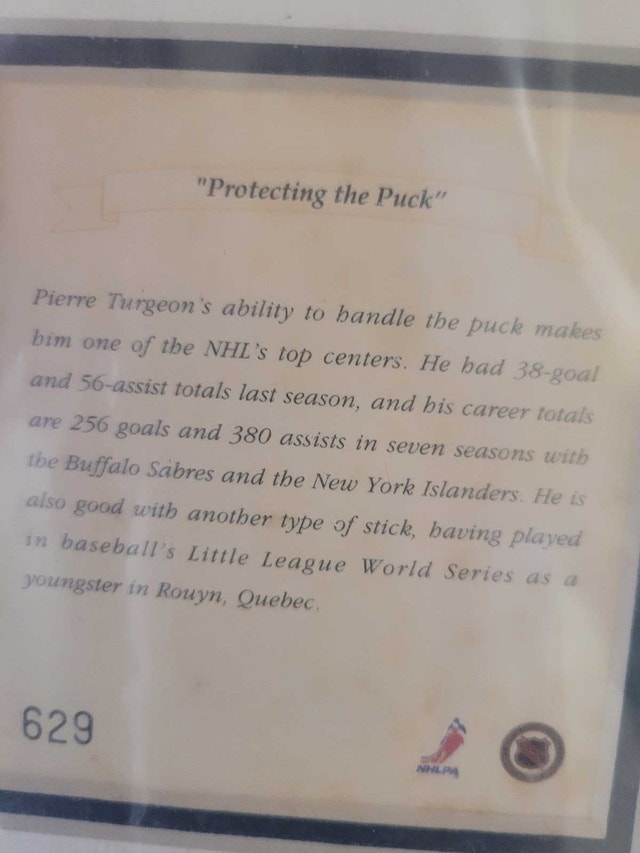 "Protecting the Puck"
Pierre Turgeon's ability to handle the puck makes
him one of the NHL's top centers. He had 38-goal
and 56-assist totals last season, and his career totals
are 256 goals and 380 assists in seven seasons with
the Buffalo Sabres and the New York Islanders. He is
also good with another type of stick, having played
in baseball's Little League World Series as a
youngster in Rouyn, Quebec.
629
NHLPA